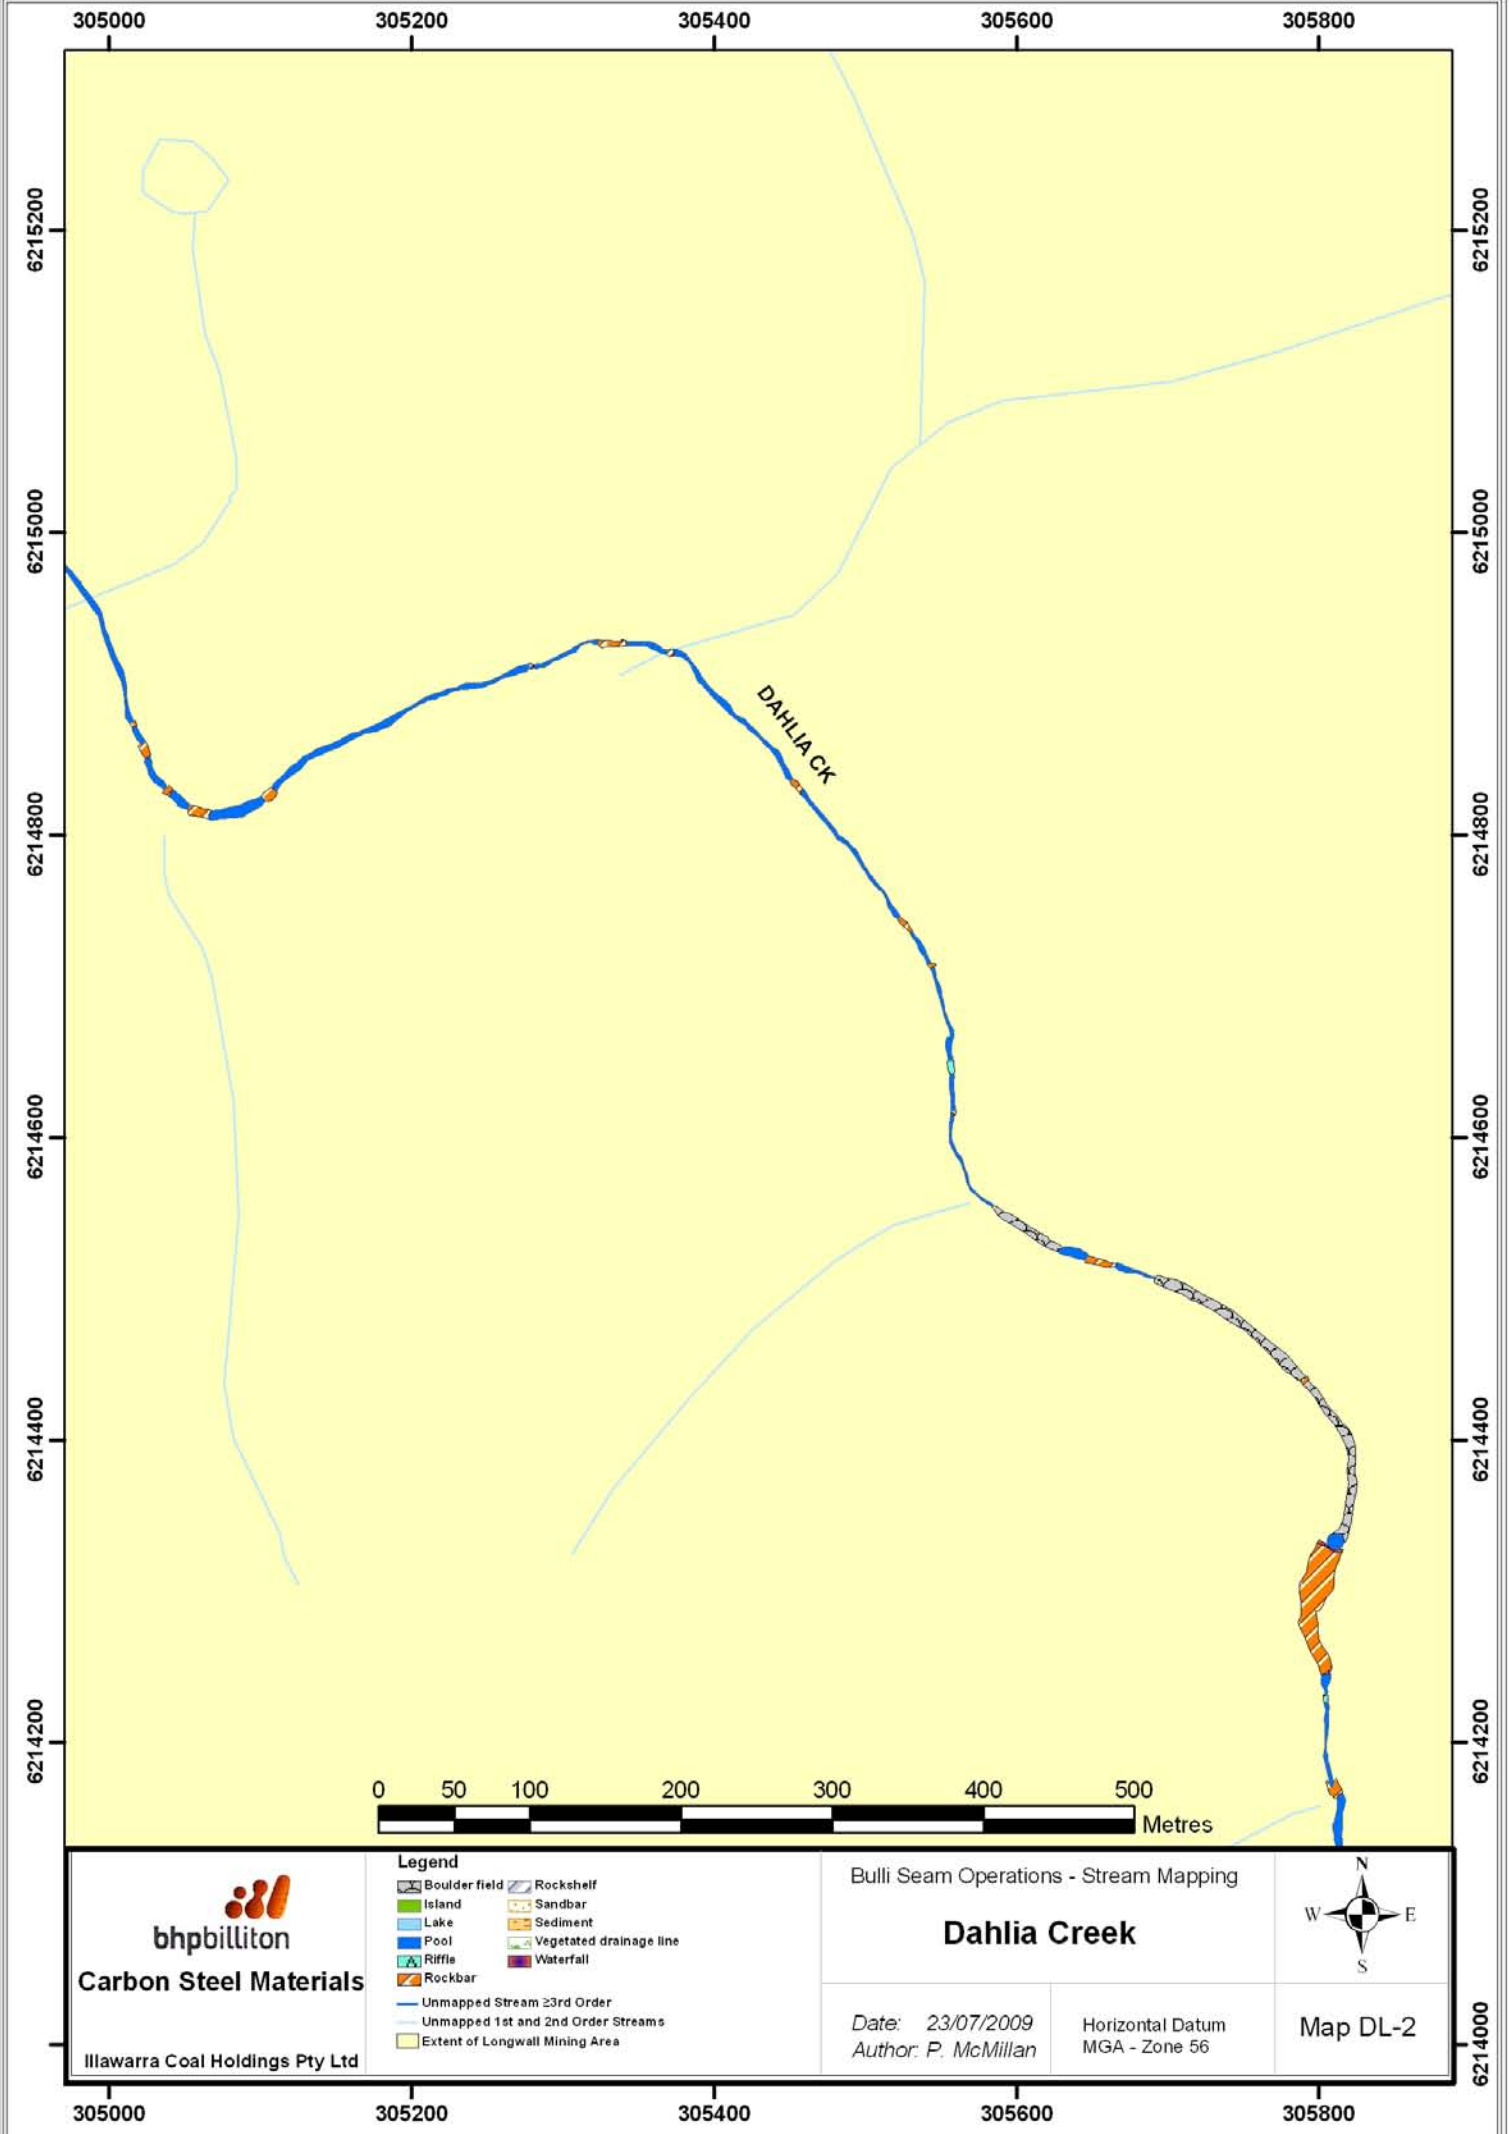 305000 305200 305400 305600 305800
6215200 6215200
6215000 6215000
DAHLIA CK
6214800 6214800
6214600 6214600
6214400 6214400
6214200 6214200
0 50 100 200 300 400 500
Metres
bhpbilliton
Carbon Steel Materials
Illawarra Coal Holdings Pty Ltd
Legend
Boulder field Rockshelf
Island Sandbar
Lake Sediment
Pool Vegetated drainage line
Riffle Waterfall
Rockbar
Unmapped Stream ≥3rd Order
Unmapped 1st and 2nd Order Streams
Extent of Longwall Mining Area
Bulli Seam Operations - Stream Mapping
Dahlia Creek
Date: 23/07/2009
Author: P. McMillan
Horizontal Datum
MGA - Zone 56
N
W E
S
Map DL-2
6214000
305000 305200 305400 305600 305800